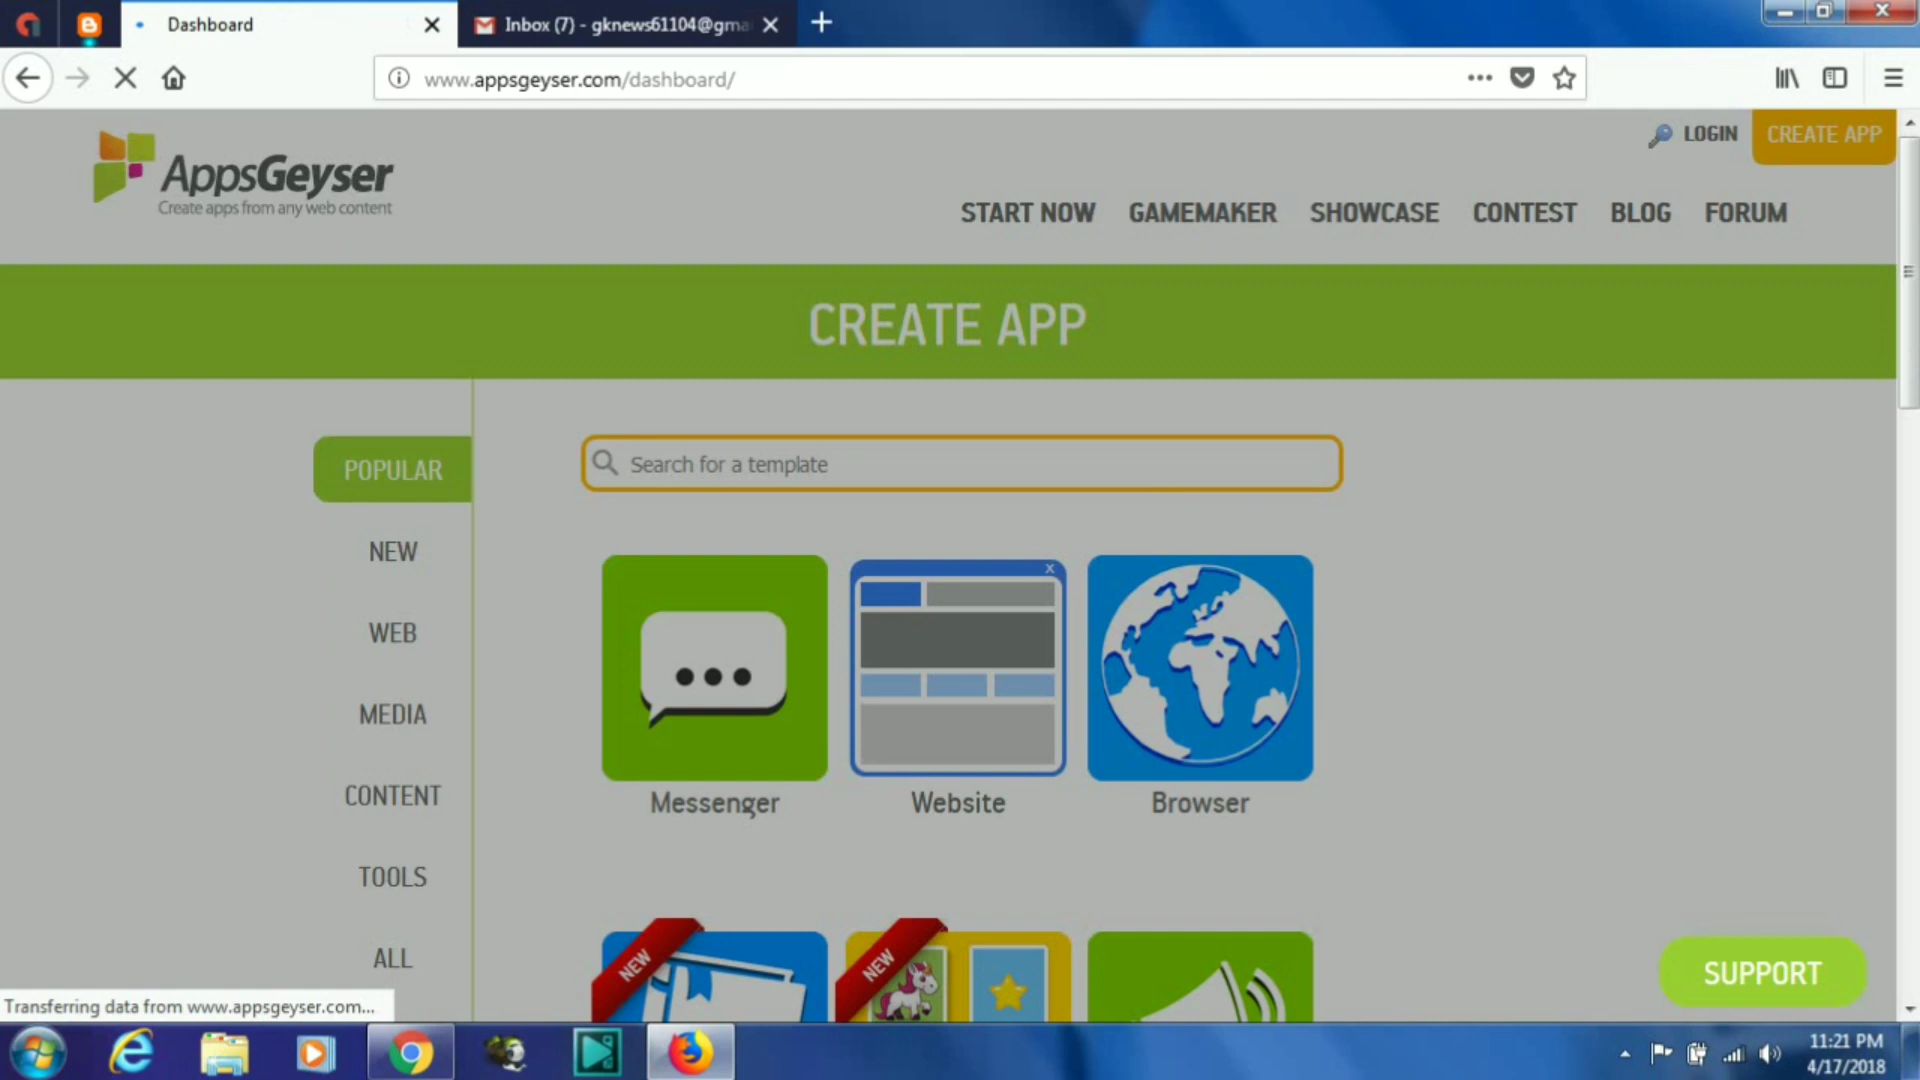 Dashboard
Inbox (7) - gknews61104@gma
www.appsgeyser.com/dashboard/
LOGIN
CREATE APP
AppsGeyser
Create apps from any web content
START NOW GAMEMAKER SHOWCASE CONTEST BLOG FORUM
CREATE APP
POPULAR
Search for a template
NEW
WEB
MEDIA
CONTENT
TOOLS
ALL
x
Messenger Website Browser
NEW
NEW
SUPPORT
Transferring data from www.appsgeyser.com...
11:21 PM
4/17/2018